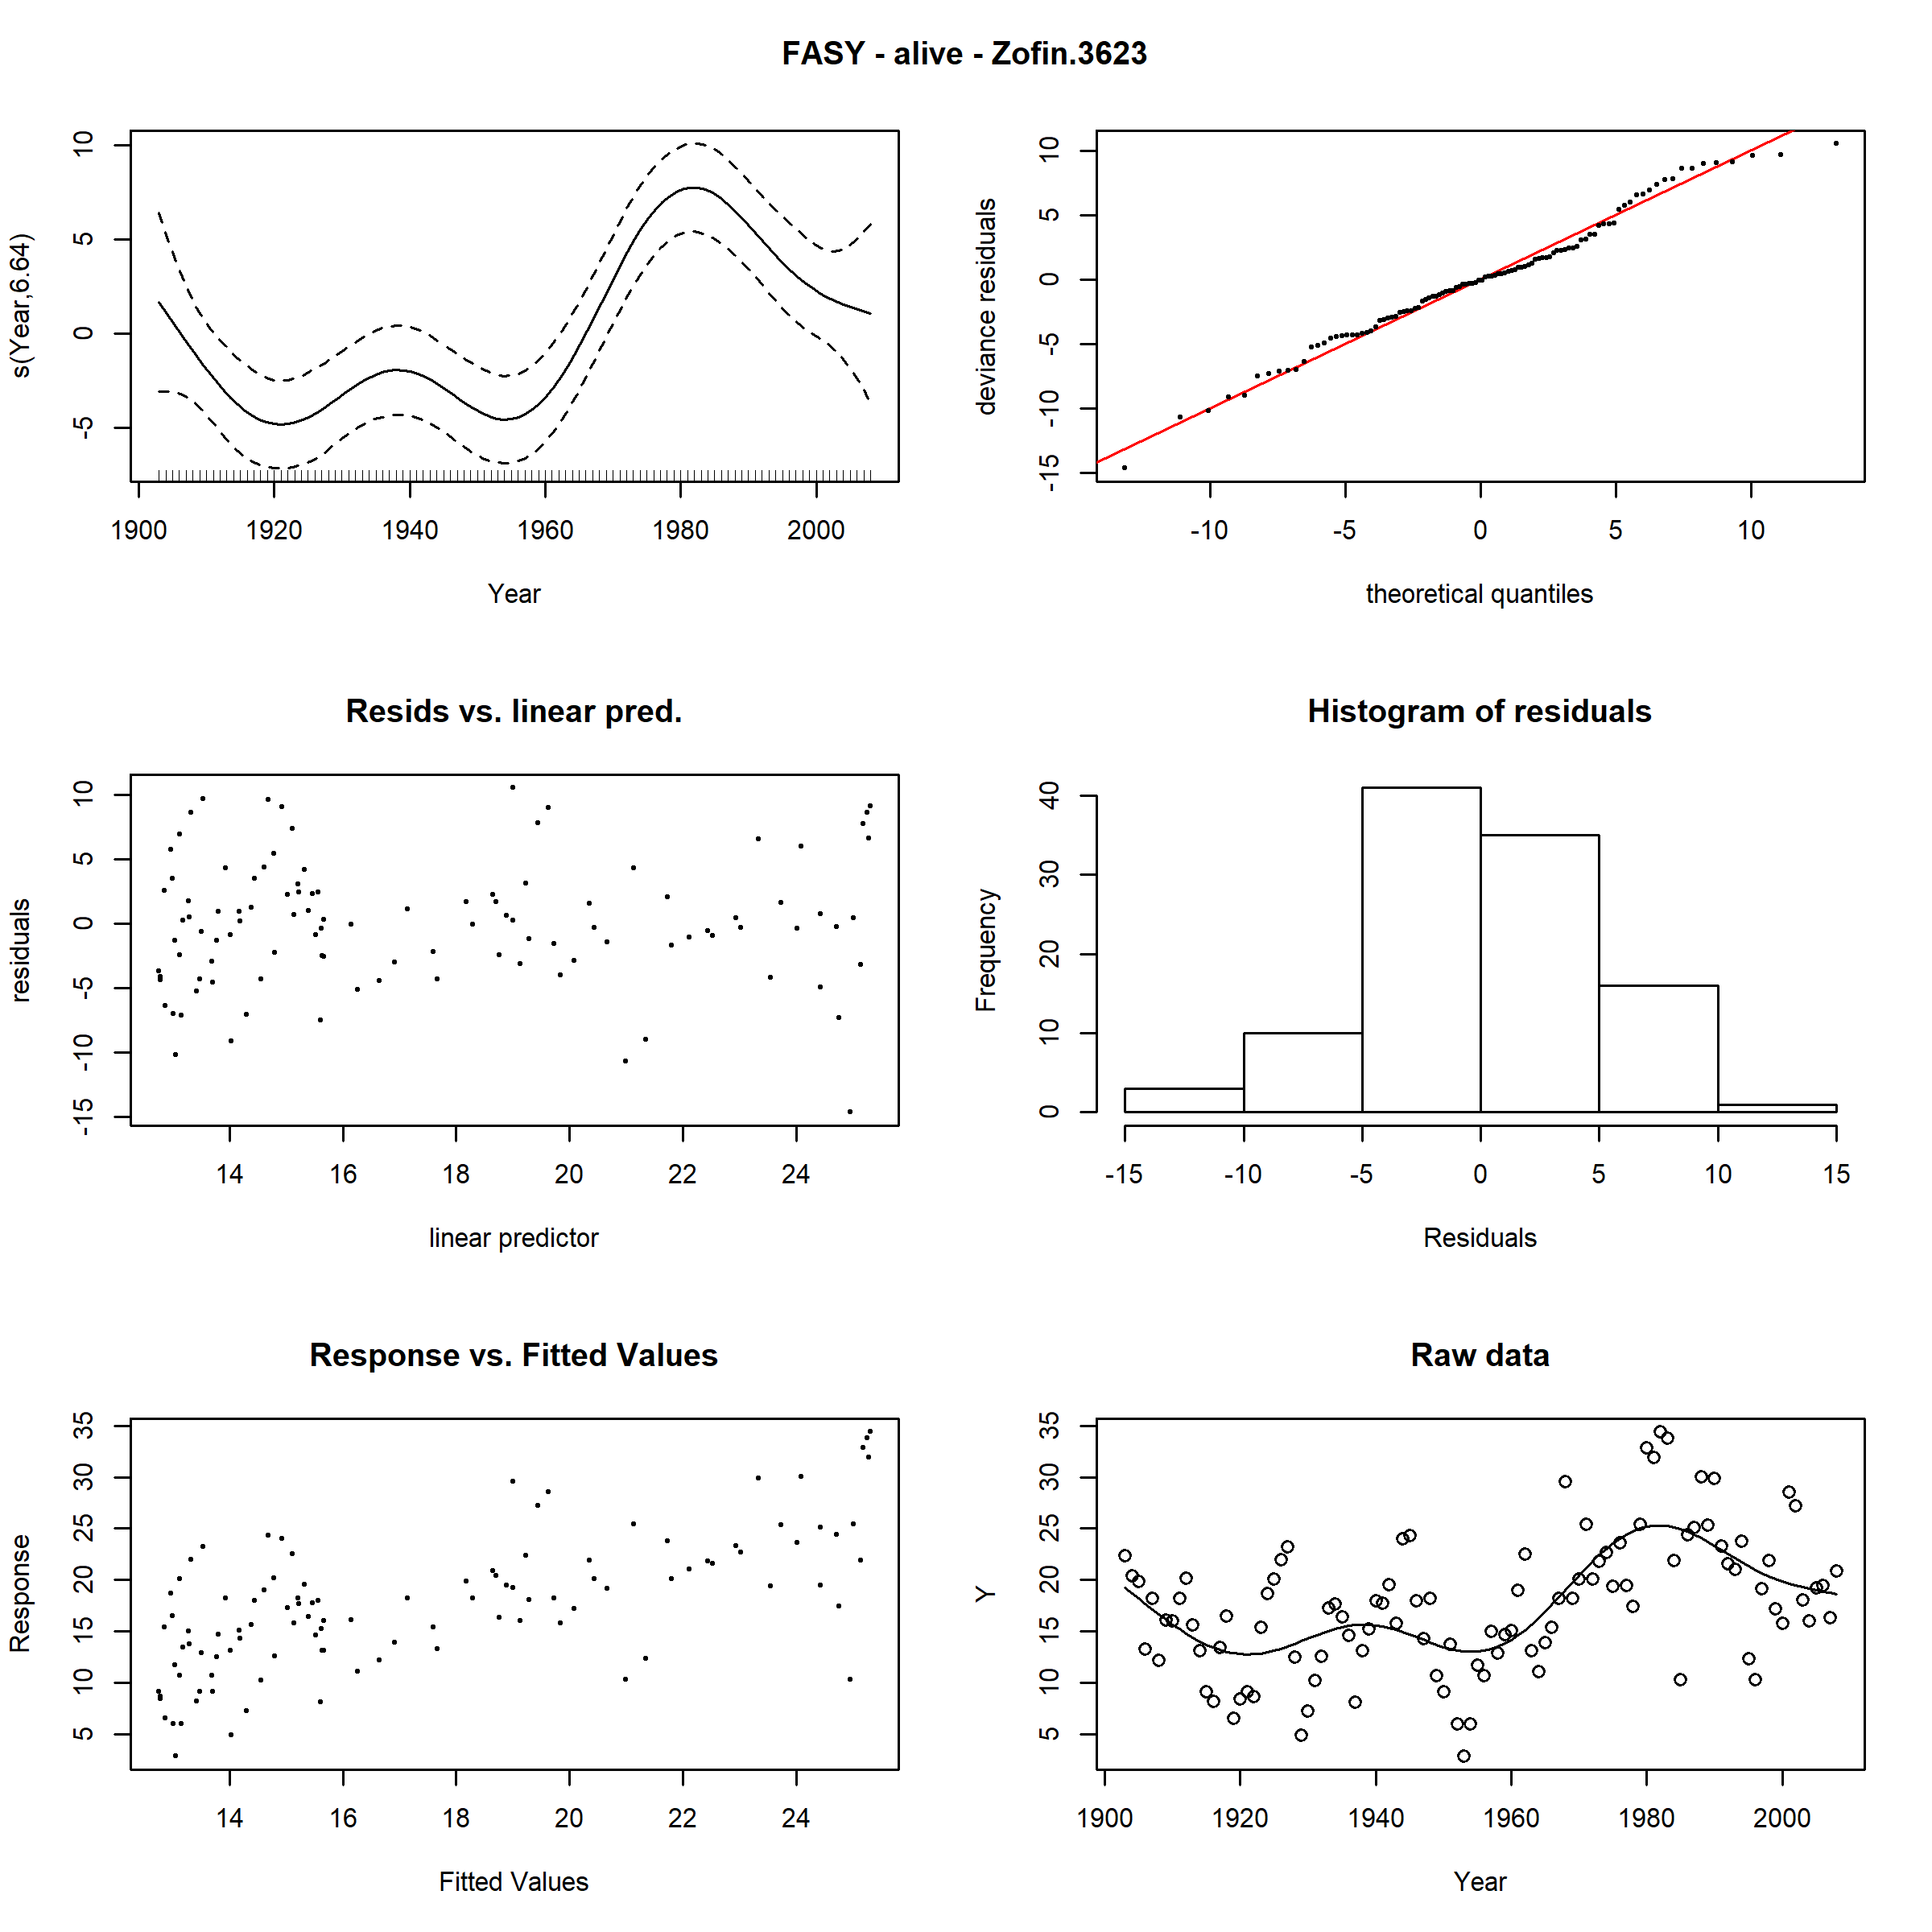 FASY - alive - Zofin.3623
s(Year,6.64)
10
5
0
-5
1900 1920 1940 1960 1980 2000
Year
deviance residuals
10
5
0
-5
-10
-15
-10 -5 0 5 10
theoretical quantiles
Resids vs. linear pred.
residuals
10
5
0
-5
-10
-15
14 16 18 20 22 24
linear predictor
Histogram of residuals
Frequency
40
30
20
10
0
-15 -10 -5 0 5 10 15
Residuals
Response vs. Fitted Values
Response
35
30
25
20
15
10
5
14 16 18 20 22 24
Fitted Values
Raw data
Y
35
30
25
20
15
10
5
1900 1920 1940 1960 1980 2000
Year